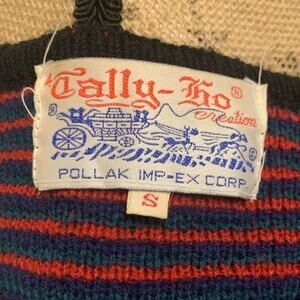 Tally-Ho®
creation®
POLLAK IMP-EX CORP.
S